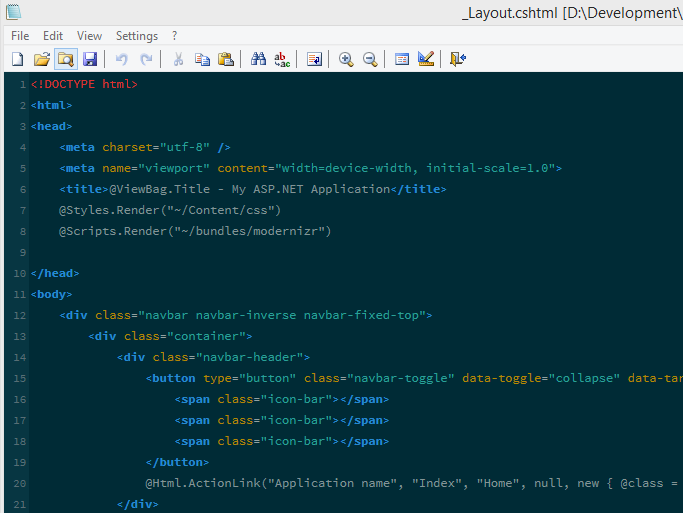 _Layout.cshtml [D:\Development\
File Edit View Settings ?
ab
ac
1 <!DOCTYPE html>
2 <html>
3 <head>
4 <meta charset="utf-8" />
5 <meta name="viewport" content="width=device-width, initial-scale=1.0">
6 <title>@ViewBag.Title - My ASP.NET Application</title>
7 @Styles.Render("~/Content/css")
8 @Scripts.Render("~/bundles/modernizr")
9
10 </head>
11 <body>
12 <div class="navbar navbar-inverse navbar-fixed-top">
13 <div class="container">
14 <div class="navbar-header">
15 <button type="button" class="navbar-toggle" data-toggle="collapse" data-tar
16 <span class="icon-bar"></span>
17 <span class="icon-bar"></span>
18 <span class="icon-bar"></span>
19 </button>
20 @Html.ActionLink("Application name", "Index", "Home", null, new { @class =
21 </div>